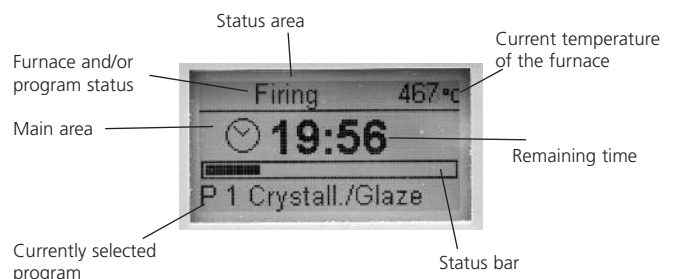 Status area
Furnace and/or
program status
Current temperature
of the furnace
Firing 467 °C
Main area
19:56
Remaining time
P 1 Crystall./Glaze
Currently selected
program
Status bar